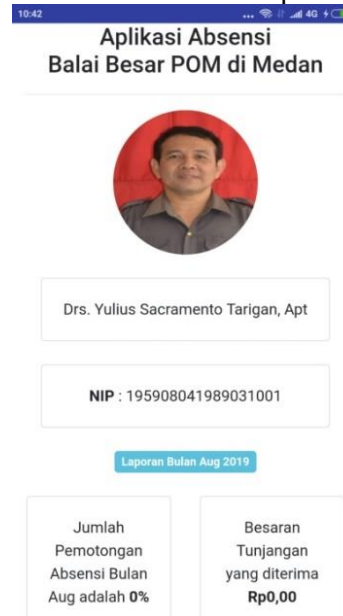 10:42
4G
Aplikasi Absensi
Balai Besar POM di Medan
Drs. Yulius Sacramento Tarigan, Apt
NIP : 195908041989031001
Laporan Bulan Aug 2019
Jumlah
Pemotongan
Absensi Bulan
Aug adalah 0%
Besaran
Tunjangan
yang diterima
Rp0,00